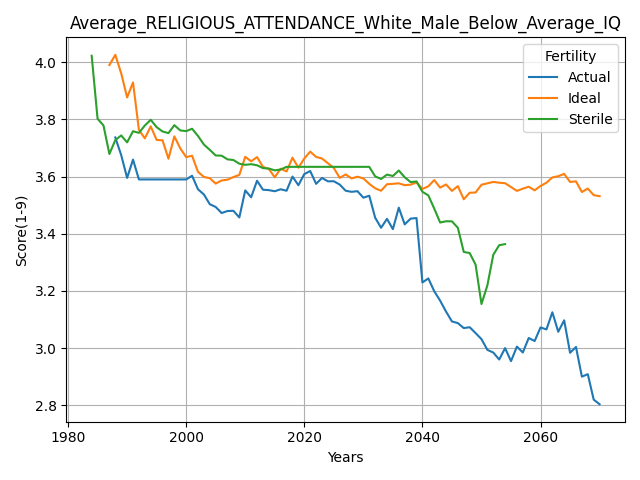 Average_RELIGIOUS_ATTENDANCE_White_Male_Below_Average_IQ
Score(1-9)
4.0
3.8
3.6
3.4
3.2
3.0
2.8
Fertility
Actual
Ideal
Sterile
1980
2000
2020
2040
2060
Years